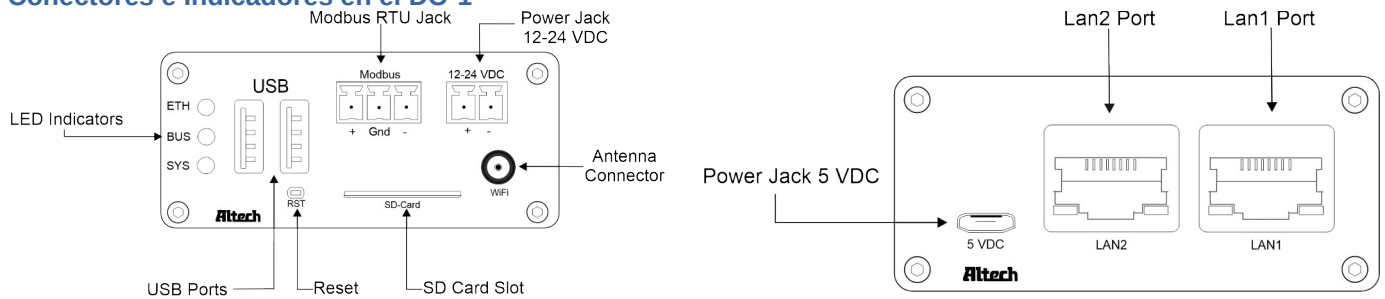 Conectores e indicadores en el DC-1
Modbus RTU Jack
Power Jack
12-24 VDC
USB
Modbus
12-24 VDC
ETH
LED Indicators
BUS
+ Gnd -
+ -
SYS
Antenna
Connector
WiFi
RST
SD-Card
Altech
USB Ports
Reset
SD Card Slot
Lan2 Port
Lan1 Port
Power Jack 5 VDC
5 VDC
LAN2
LAN1
Altech